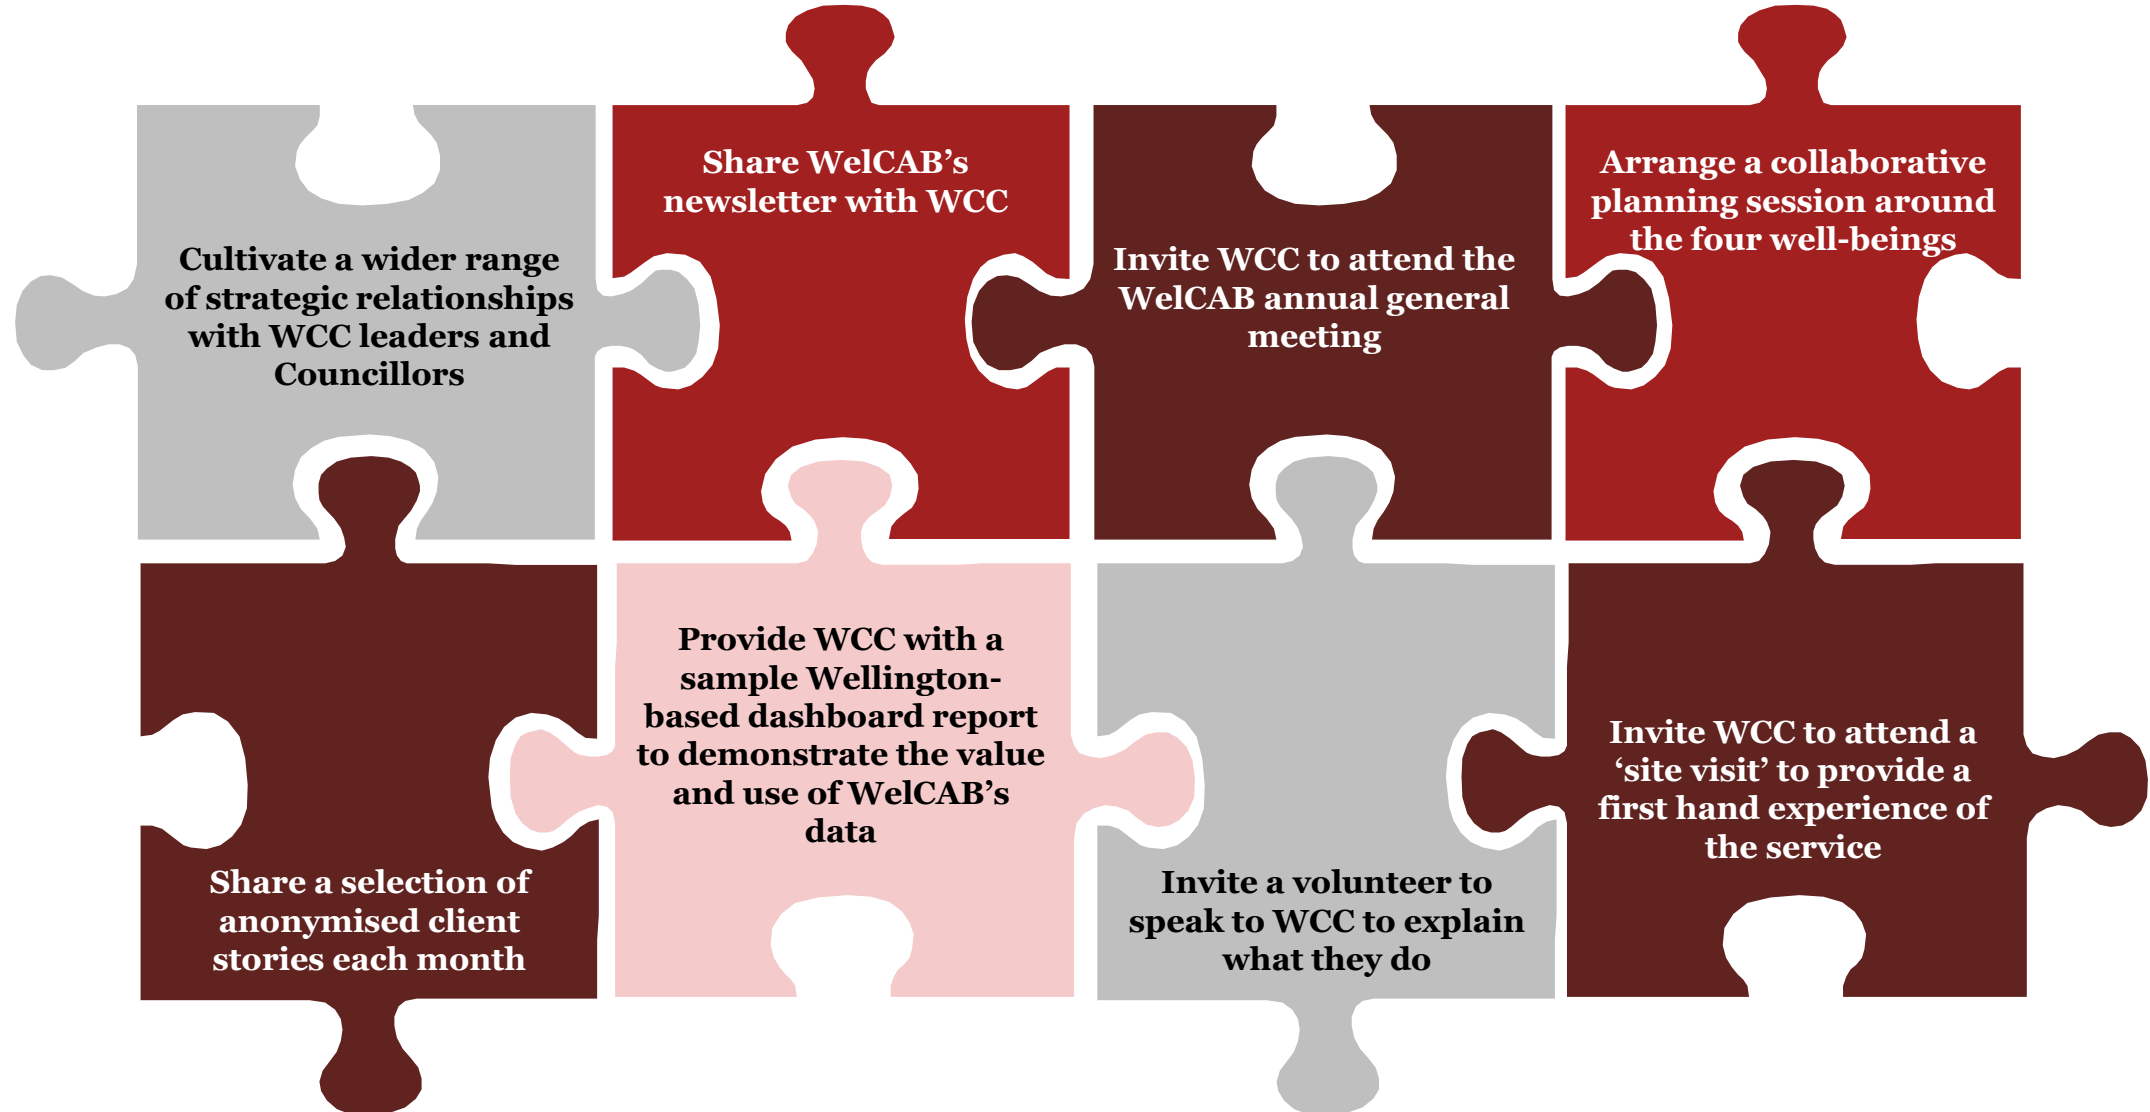 Cultivate a wider range
of strategic relationships
with WCC leaders and
Councillors
Share WelCAB’s
newsletter with WCC
Invite WCC to attend the
WelCAB annual general
meeting
Arrange a collaborative
planning session around
the four well-beings
Share a selection of
anonymised client
stories each month
Provide WCC with a
sample Wellington-
based dashboard report
to demonstrate the value
and use of WelCAB’s
data
Invite a volunteer to
speak to WCC to explain
what they do
Invite WCC to attend a
‘site visit’ to provide a
first hand experience of
the service